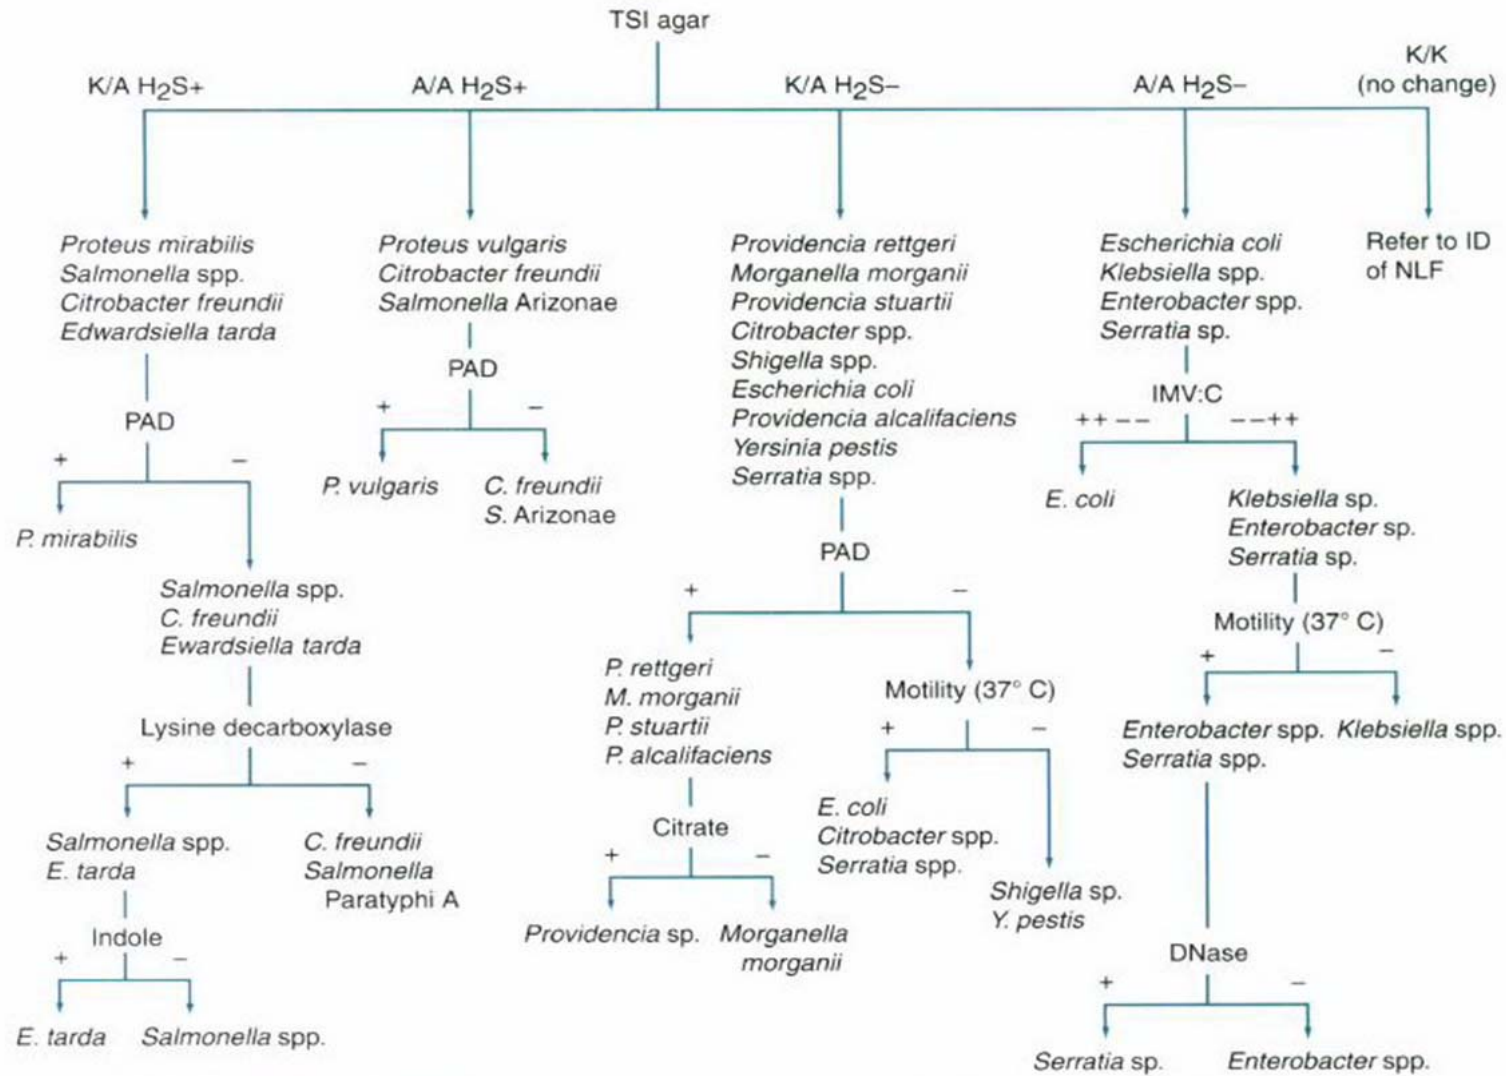 TSI agar
K/A H2S+
A/A H2S+
K/A H2S–
A/A H2S–
K/K
(no change)
Proteus mirabilis
Salmonella spp.
Citrobacter freundii
Edwardsiella tarda
PAD
+
–
P. mirabilis
Salmonella spp.
C. freundii
Ewardsiella tarda
Lysine decarboxylase
+
–
Salmonella spp.
E. tarda
C. freundii
Salmonella
Paratyphi A
Indole
+
–
E. tarda
Salmonella spp.
Proteus vulgaris
Citrobacter freundii
Salmonella Arizonae
PAD
+
–
P. vulgaris
C. freundii
S. Arizonae
Providencia rettgeri
Morganella morganii
Providencia stuartii
Citrobacter spp.
Shigella spp.
Escherichia coli
Providencia alcalifaciens
Yersinia pestis
Serratia spp.
PAD
+
–
P. rettgeri
M. morganii
P. stuartii
P. alcalifaciens
Citrate
+
–
Providencia sp.
Morganella
morganii
Motility (37° C)
+
–
E. coli
Citrobacter spp.
Serratia spp.
Shigella sp.
Y. pestis
Escherichia coli
Klebsiella spp.
Enterobacter spp.
Serratia sp.
IMV:C
++ – –
– –++
E. coli
Klebsiella sp.
Enterobacter sp.
Serratia sp.
Motility (37° C)
+
–
Enterobacter spp.
Serratia spp.
Klebsiella spp.
DNase
+
–
Serratia sp.
Enterobacter spp.
Refer to ID
of NLF